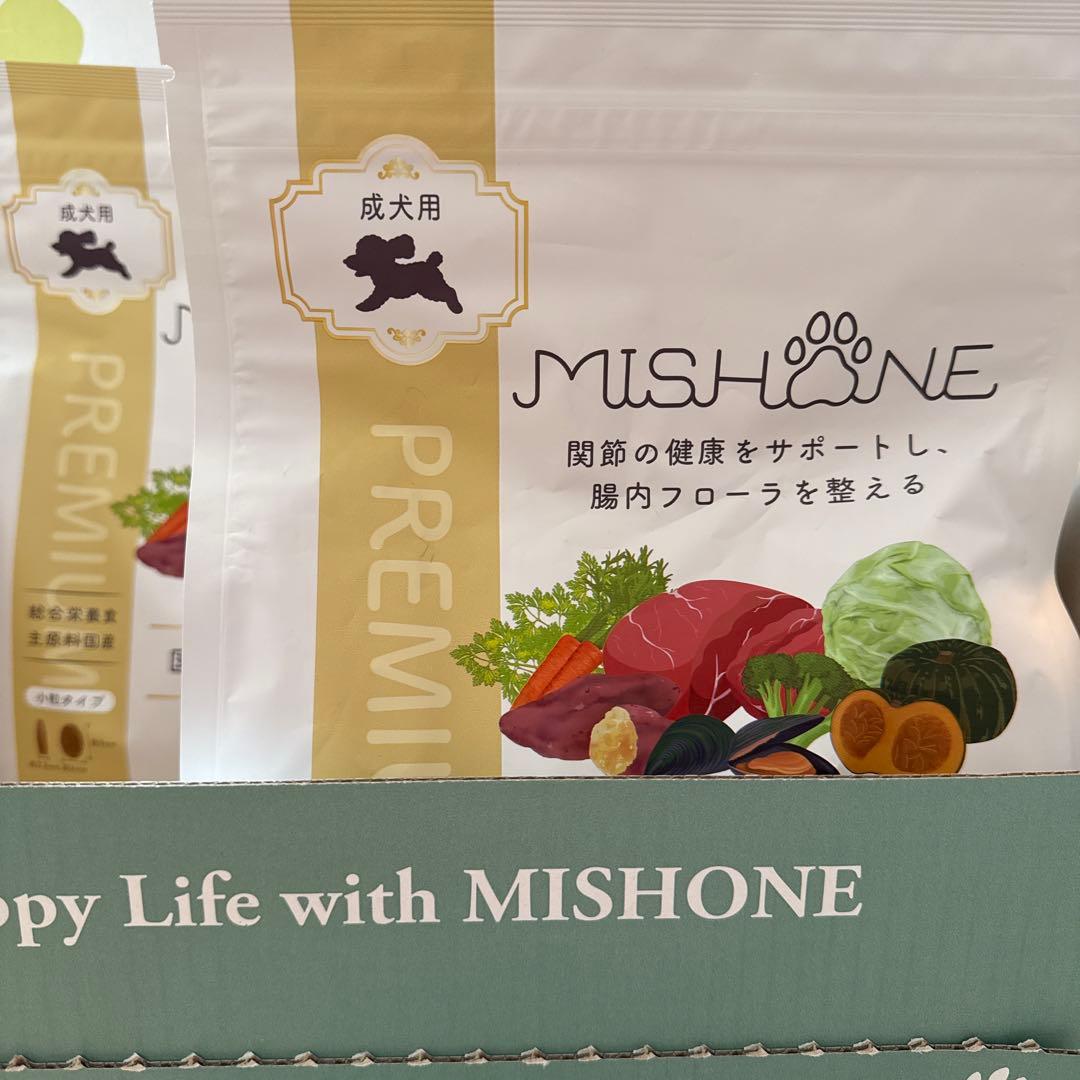 成犬用
PREMIUM
総合栄養食
主原料国産
小粒タイプ
成犬用
PREMIU
MISHONE
関節の健康をサポートし、
腸内フローラを整える
ppy Life with MISHONE